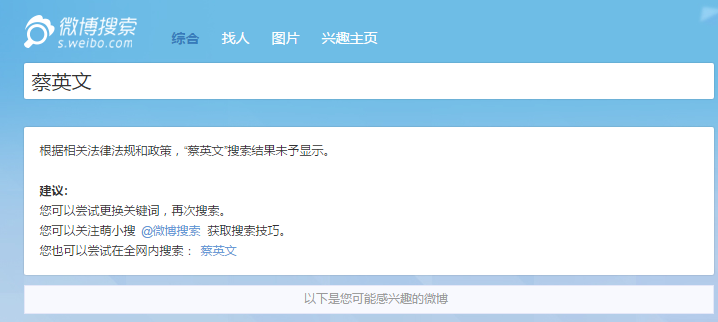 微博搜索
s.weibo.com
综合 找人 图片 兴趣主页
蔡英文
根据相关法律法规和政策，“蔡英文”搜索结果未予显示。
建议：
您可以尝试更换关键词，再次搜索。
您可以关注萌小搜 @微博搜索 获取搜索技巧。
您也可以尝试在全网内搜索： 蔡英文
以下是您可能感兴趣的微博